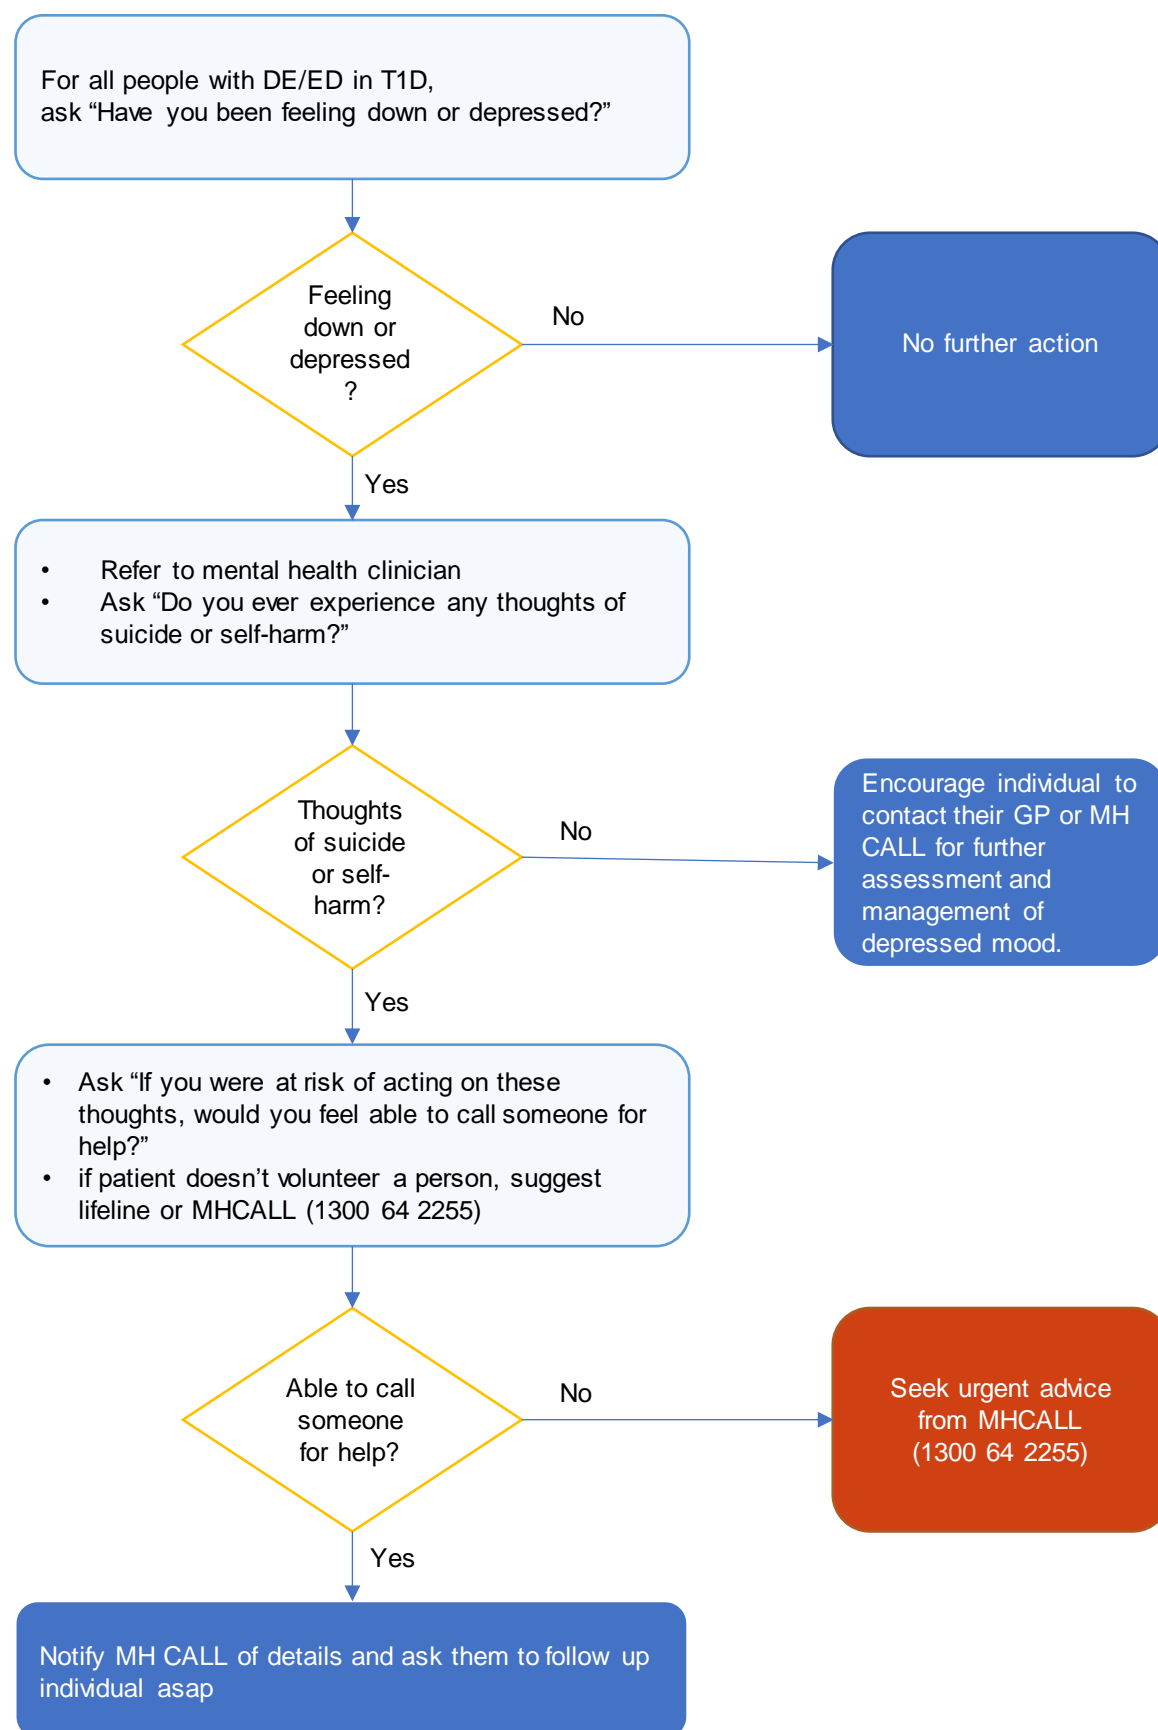 For all people with DE/ED in T1D,
ask “Have you been feeling down or depressed?”
Feeling
down or
depressed
?
No
No further action
Yes
• Refer to mental health clinician
• Ask “Do you ever experience any thoughts of
suicide or self-harm?”
Thoughts
of suicide
or self-
harm?
No
Encourage individual to
contact their GP or MH
CALL for further
assessment and
management of
depressed mood.
Yes
• Ask “If you were at risk of acting on these
thoughts, would you feel able to call someone for
help?”
• if patient doesn’t volunteer a person, suggest
lifeline or MHCALL (1300 64 2255)
Able to call
someone
for help?
No
Seek urgent advice
from MHCALL
(1300 64 2255)
Yes
Notify MH CALL of details and ask them to follow up
individual asap